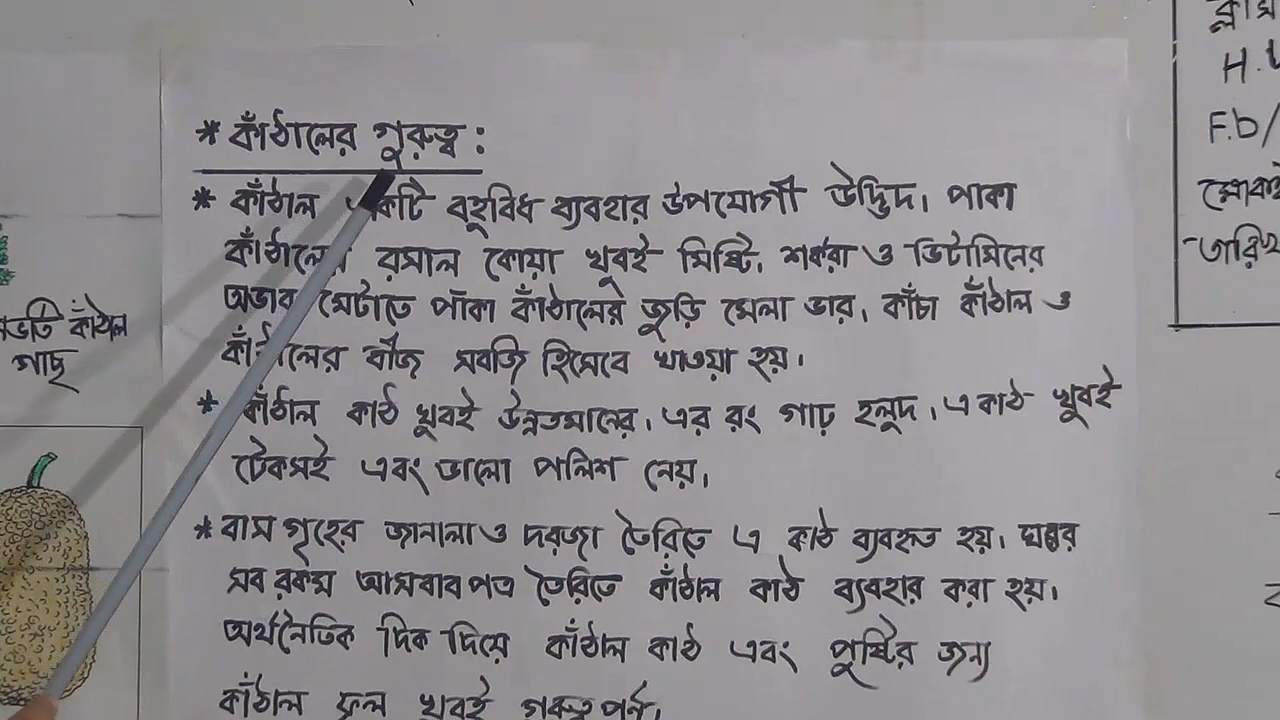 * কাঁঠালের গুরুত্ব :
* কাঁঠাল একটি বহুবিধ ব্যবহার উপযোগী উদ্ভিদ। পাকা
কাঁঠালের রসাল কোয়া খুবই মিষ্টি। শর্করা ও ভিটামিনের
অভাব মেটাতে পাঁকা কাঁঠালের জুড়ি মেলা ভার। কাঁচা কাঁঠাল ও
কাঁঠালের বীজ সবজি হিসেবে খাওয়া হয়।
* কাঁঠাল কাঠ খুবই উন্নতমানের। এর রং গাঢ় হলুদ। এ কাঠ খুবই
টেকসই এবং ভালো পলিশ নেয়।
* বাস গৃহের জানালা ও দরজা তৈরিতে এ কাঠ ব্যবহৃত হয়। ঘরের
সব রকম আসবাবপত্র তৈরিতে কাঁঠাল কাঠ ব্যবহার করা হয়।
অর্থনৈতিক দিক দিয়ে কাঁঠাল কাঠ এবং পুষ্টির জন্য
কাঁঠাল ফল খুবই গুরুত্বপূর্ণ।
কাঁঠাল
গাছ
ক্লাস
H.
F.b/
তারিখ